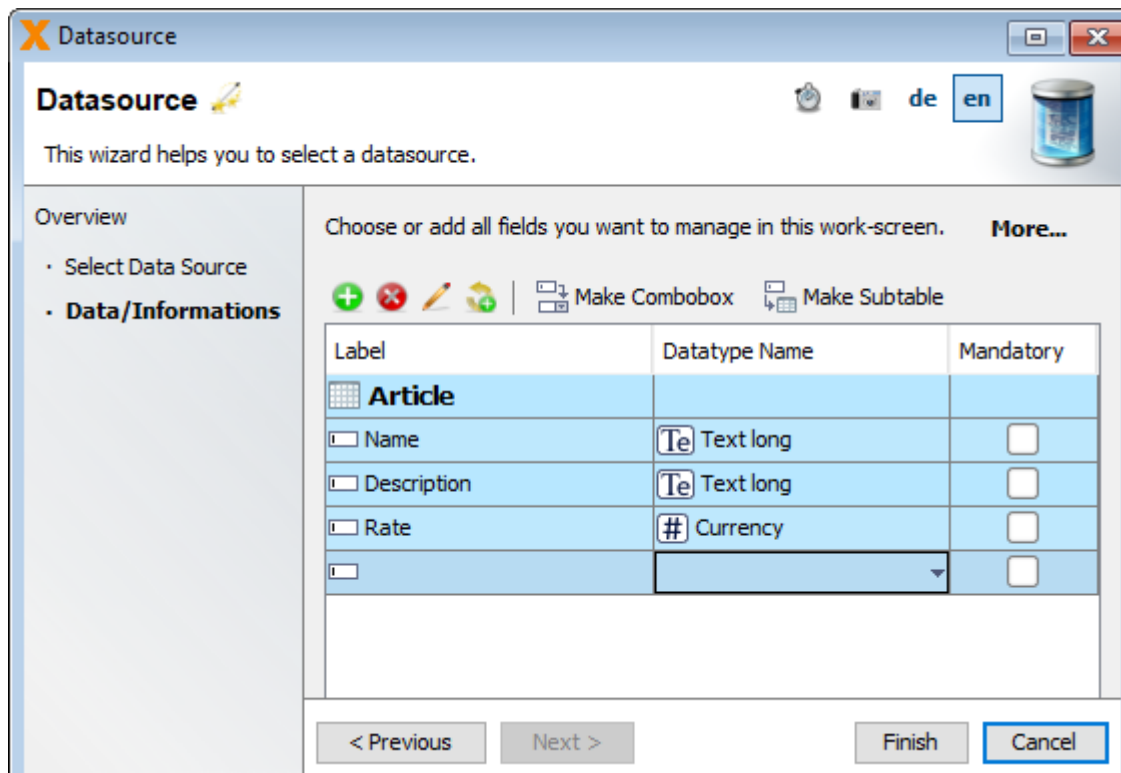 Datasource
Datasource
de en
This wizard helps you to select a datasource.
Overview
· Select Data Source
· Data/Informations
Choose or add all fields you want to manage in this work-screen. More...
Make Combobox Make Subtable
Label Datatype Name Mandatory
Article
Name Te Text long
Description Te Text long
Rate # Currency
< Previous Next > Finish Cancel